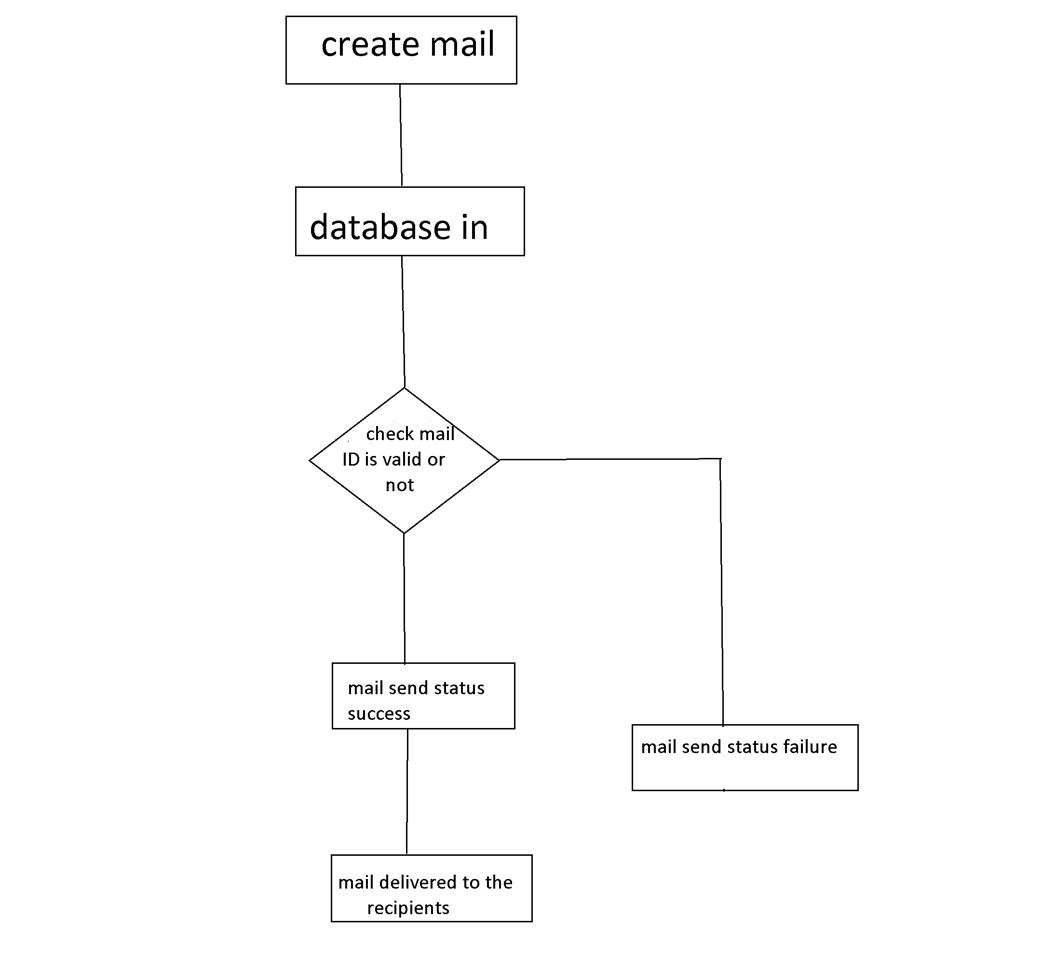 create mail
database in
check mail
ID is valid or
not
mail send status
success
mail send status failure
mail delivered to the
recipients